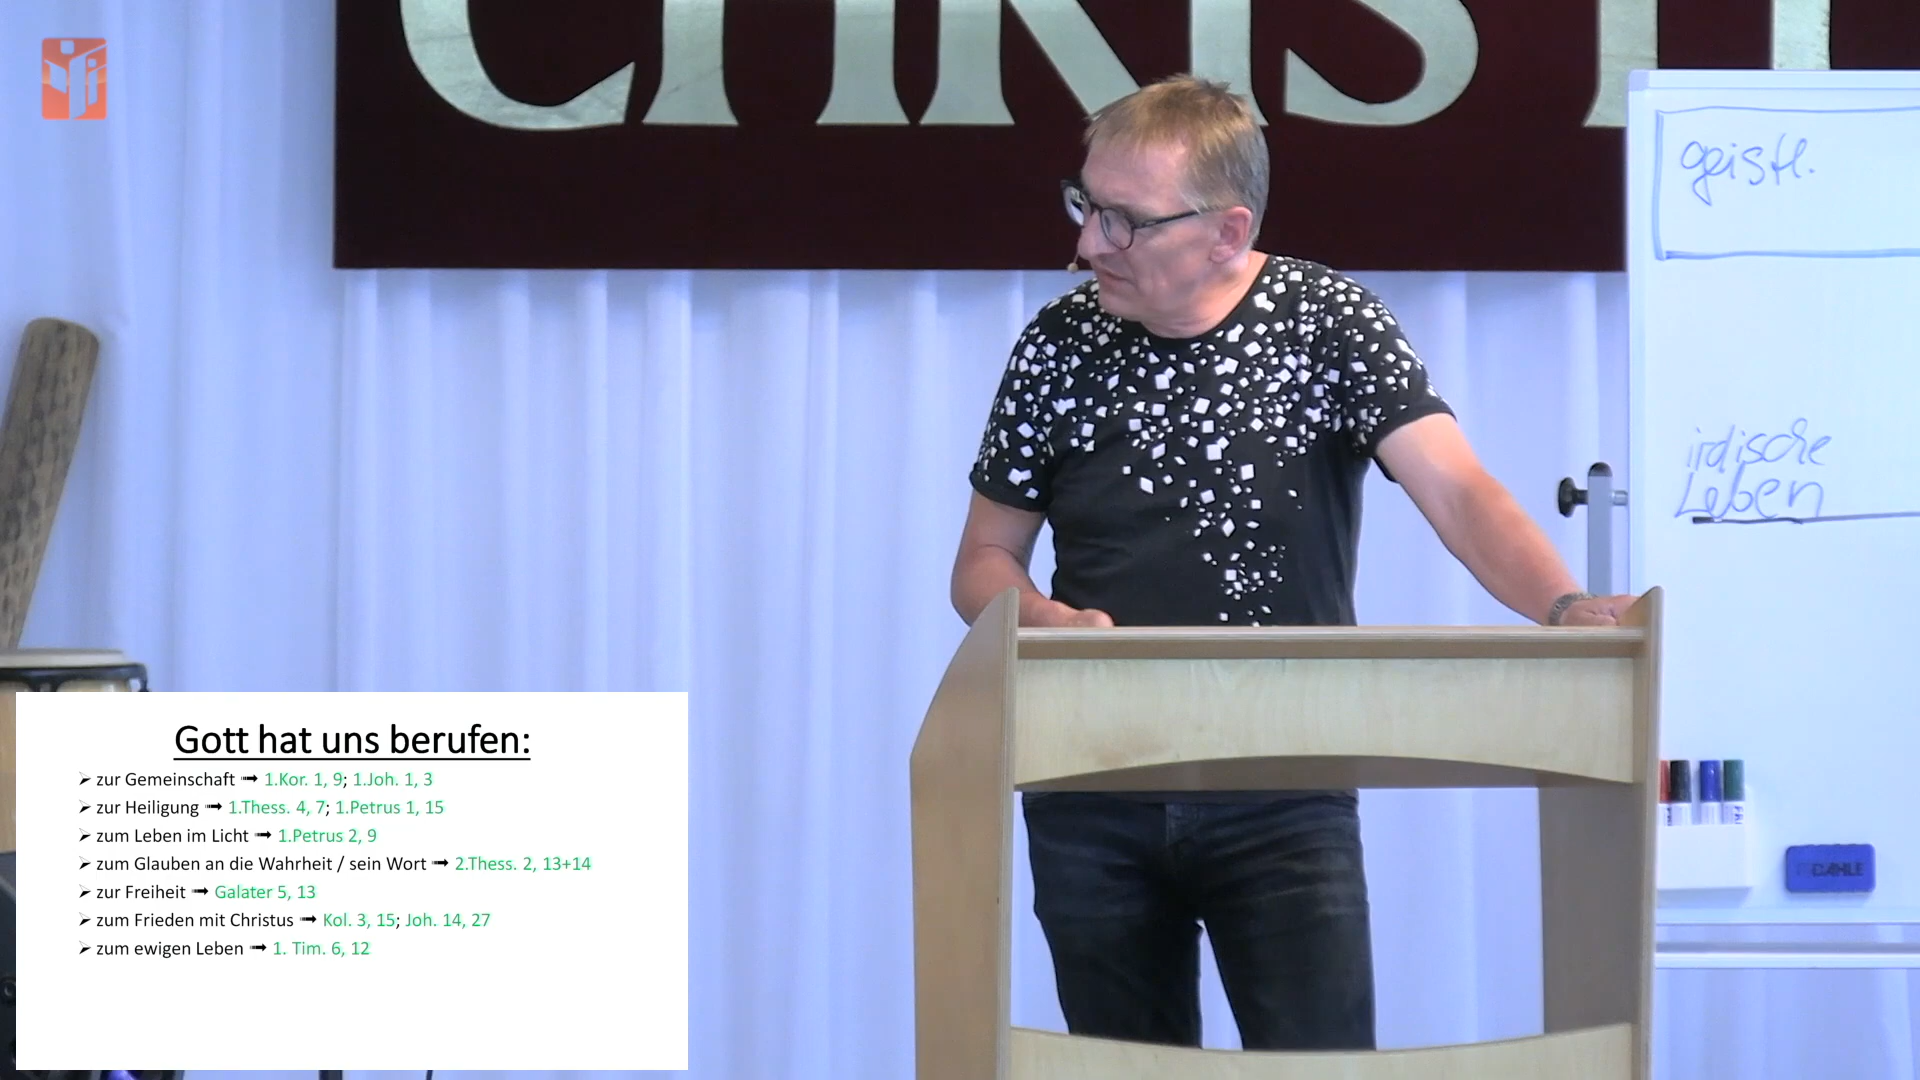 CHRIST
geistl.
irdische
Leben
Gott hat uns berufen:
➢ zur Gemeinschaft ➟ 1.Kor. 1, 9; 1.Joh. 1, 3
➢ zur Heiligung ➟ 1.Thess. 4, 7; 1.Petrus 1, 15
➢ zum Leben im Licht ➟ 1.Petrus 2, 9
➢ zum Glauben an die Wahrheit / sein Wort ➟ 2.Thess. 2, 13+14
➢ zur Freiheit ➟ Galater 5, 13
➢ zum Frieden mit Christus ➟ Kol. 3, 15; Joh. 14, 27
➢ zum ewigen Leben ➟ 1. Tim. 6, 12
DAHLE